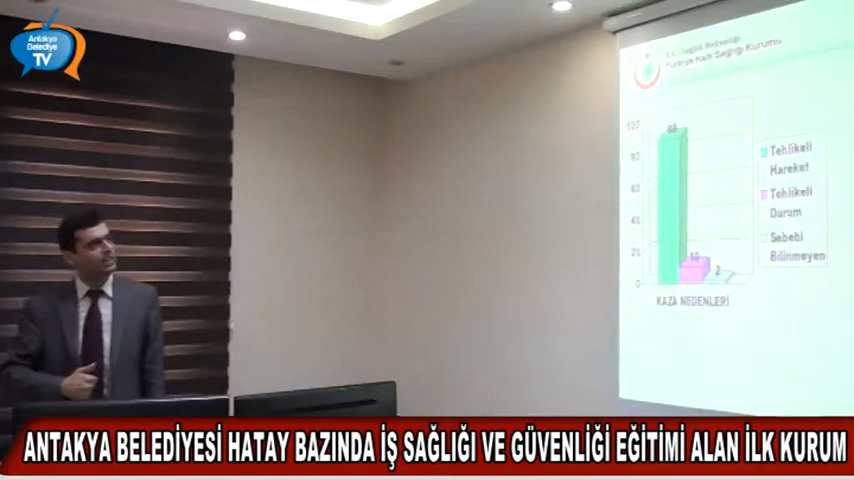 Antakya
Belediye
TV
T.C. Sağlık Bakanlığı
Türkiye Halk Sağlığı Kurumu
100
80
60
40
20
0
88
10
2
Tehlikeli
Hareket
Tehlikeli
Durum
Sebebi
Bilinmeyen
KAZA NEDENLERİ
ANTAKYA BELEDİYESİ HATAY BAZINDA İŞ SAĞLIĞI VE GÜVENLİĞİ EĞİTİMİ ALAN İLK KURUM